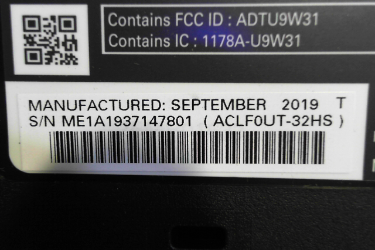 Contains FCC ID : ADTU9W31
Contains IC : 1178A-U9W31
MANUFACTURED: SEPTEMBER 2019 T
S/N ME1A1937147801 ( ACLF0UT-32HS )